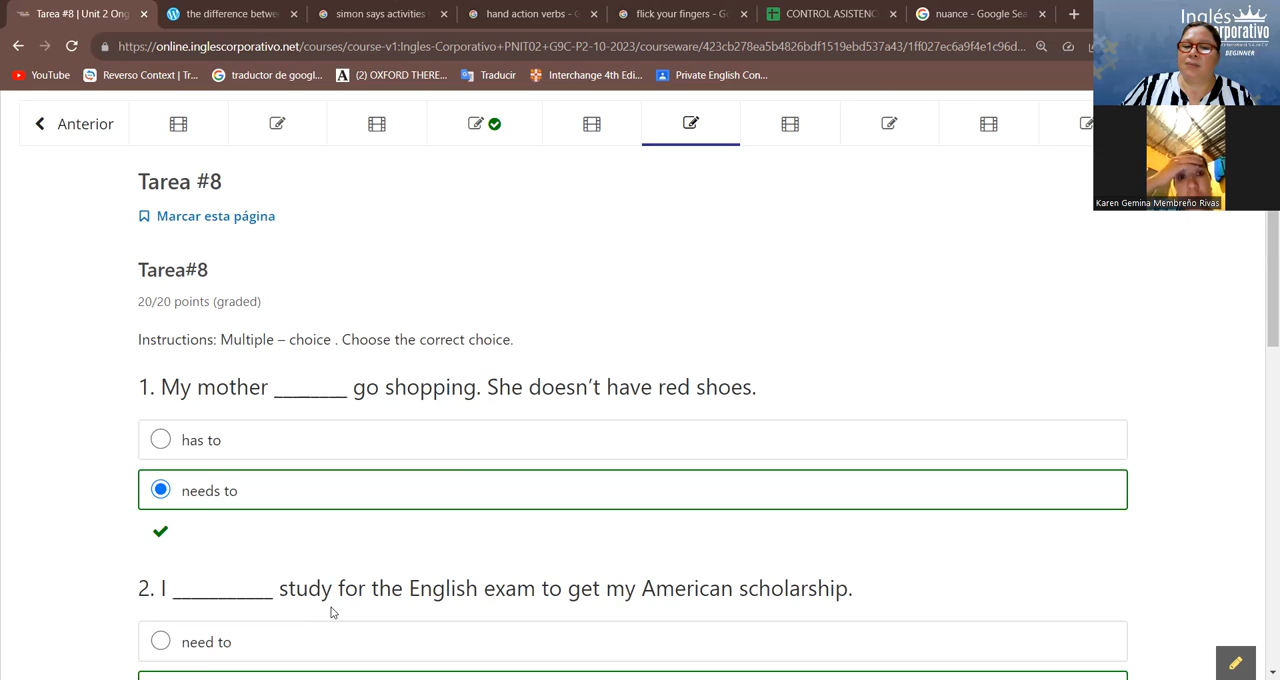 Tarea #8 | Unit 2 Ong
the difference betwe
simon says activities
hand action verbs - G
flick your fingers - G
CONTROL ASISTENC
nuance - Google Sea
https://online.inglescorporativo.net/courses/course-v1:Ingles-Corporativo+PNIT02+G9C-P2-10-2023/courseware/423cb278ea5b4826bdf1519ebd537a43/1ff027ec6a9f4e1c96d...
YouTube
Reverso Context | Tr...
traductor de googl...
(2) OXFORD THERE...
Traducir
Interchange 4th Edi...
Private English Con...
Inglés
rporativo
BEGINNER
Karen Gemina Membreño Rivas
Anterior
Tarea #8
Marcar esta página
Tarea#8
20/20 points (graded)
Instructions: Multiple – choice . Choose the correct choice.
1. My mother ________ go shopping. She doesn’t have red shoes.
has to
needs to
2. I ___________ study for the English exam to get my American scholarship.
need to